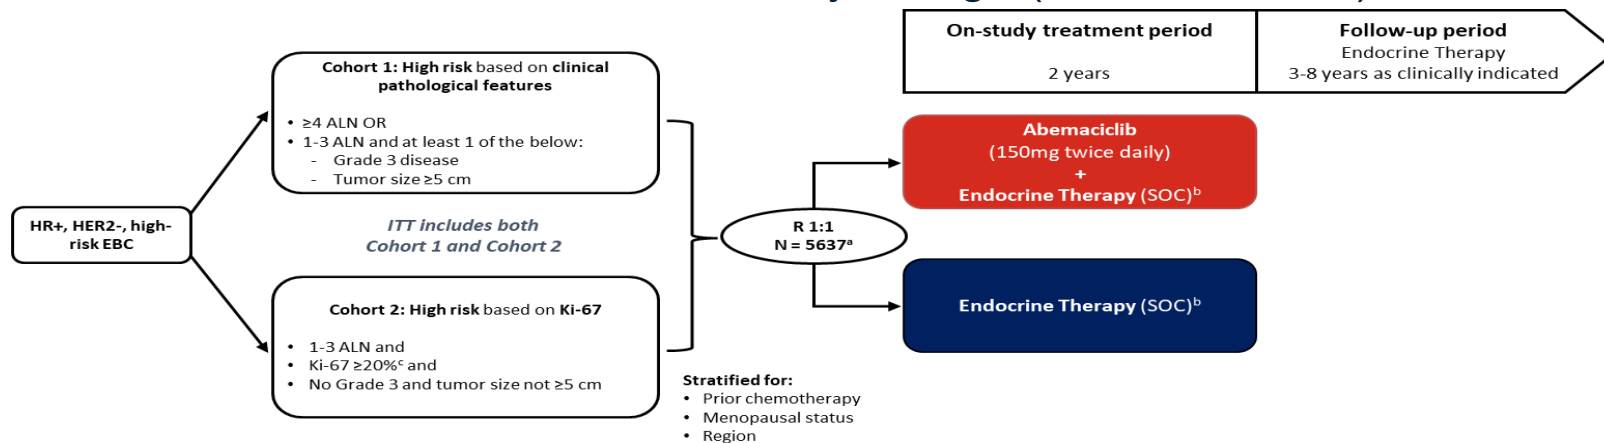 On-study treatment period
2 years
Follow-up period
Endocrine Therapy
3-8 years as clinically indicated
Cohort 1: High risk based on clinical
pathological features
• ≥4 ALN OR
• 1-3 ALN and at least 1 of the below:
- Grade 3 disease
- Tumor size ≥5 cm
HR+, HER2-, high-
risk EBC
ITT includes both
Cohort 1 and Cohort 2
Cohort 2: High risk based on Ki-67
• 1-3 ALN and
• Ki-67 ≥20%ᶜ and
• No Grade 3 and tumor size not ≥5 cm
R 1:1
N = 5637ᵃ
Stratified for:
• Prior chemotherapy
• Menopausal status
• Region
Abemaciclib
(150mg twice daily)
+
Endocrine Therapy (SOC)ᵇ
Endocrine Therapy (SOC)ᵇ